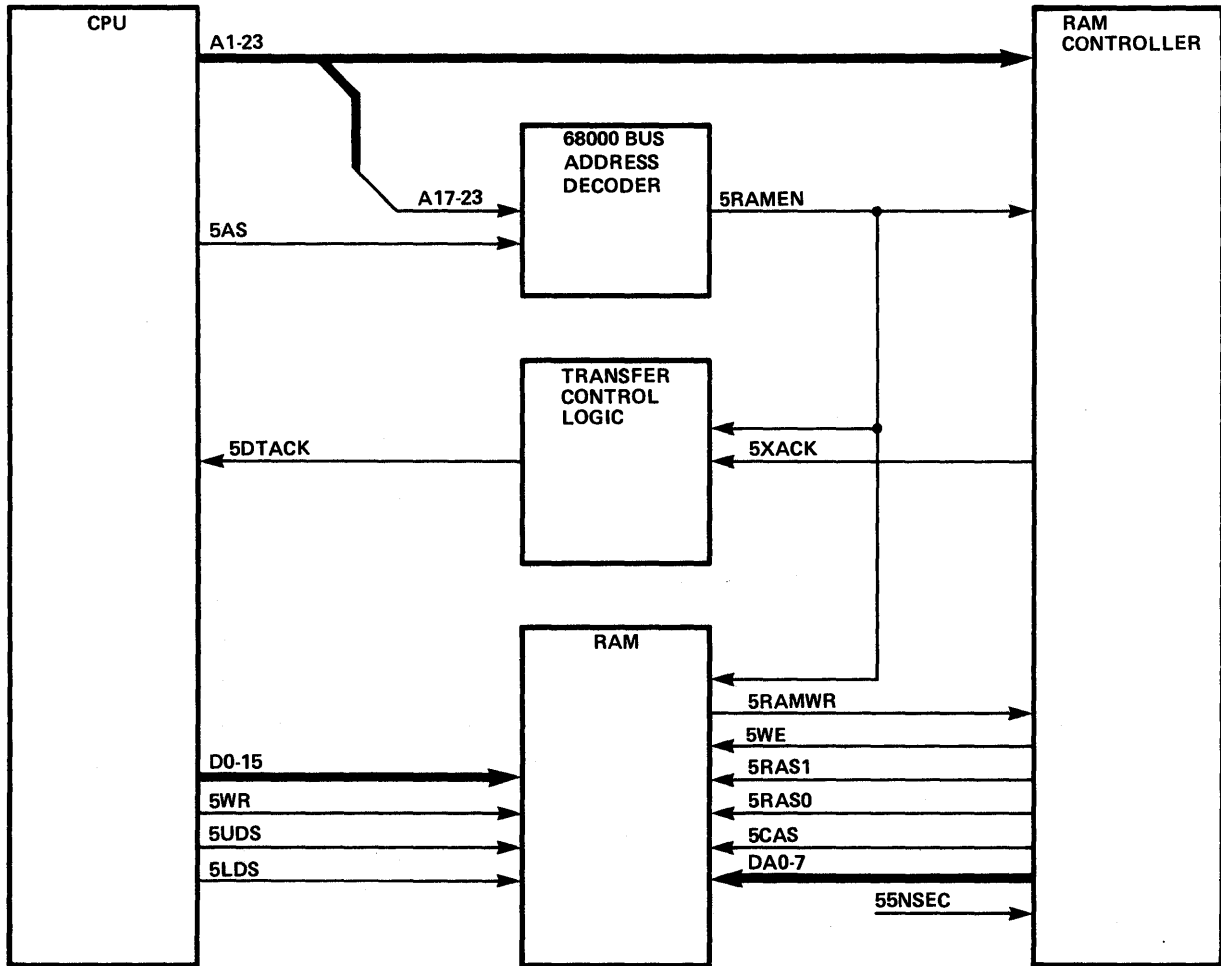 CPU
RAM
CONTROLLER
A1-23
68000 BUS
ADDRESS
DECODER
A17-23
5RAMEN
5AS
TRANSFER
CONTROL
LOGIC
5DTACK
5XACK
RAM
5RAMWR
5WE
D0-15
5RAS1
5WR
5RAS0
5UDS
5CAS
5LDS
DA0-7
55NSEC